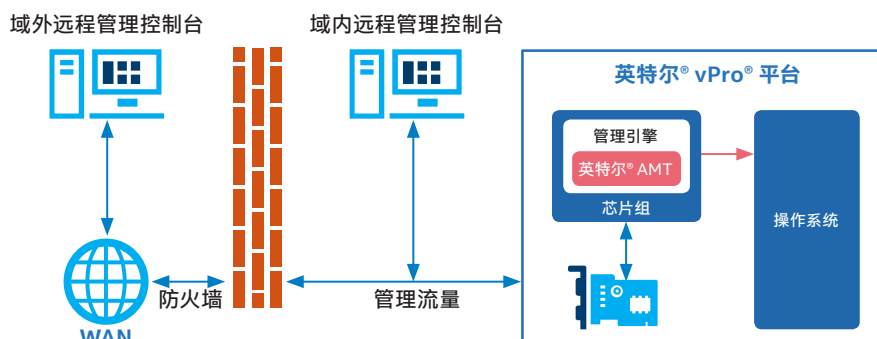 域外远程管理控制台
域内远程管理控制台
英特尔® vPro® 平台
管理引擎
英特尔® AMT
芯片组
操作系统
防火墙
管理流量
WAN